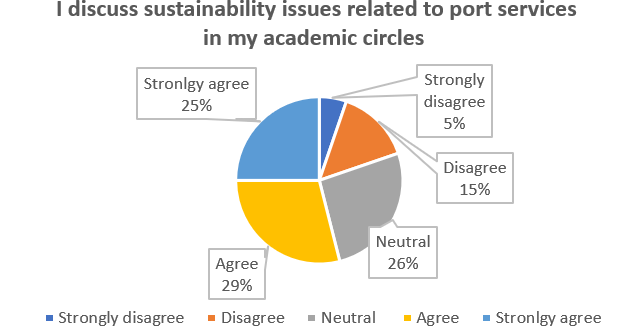 I discuss sustainability issues related to port services
in my academic circles
Stronlgy agree
25%
Strongly
disagree
5%
Disagree
15%
Neutral
26%
Agree
29%
Strongly disagree Disagree Neutral Agree Stronlgy agree